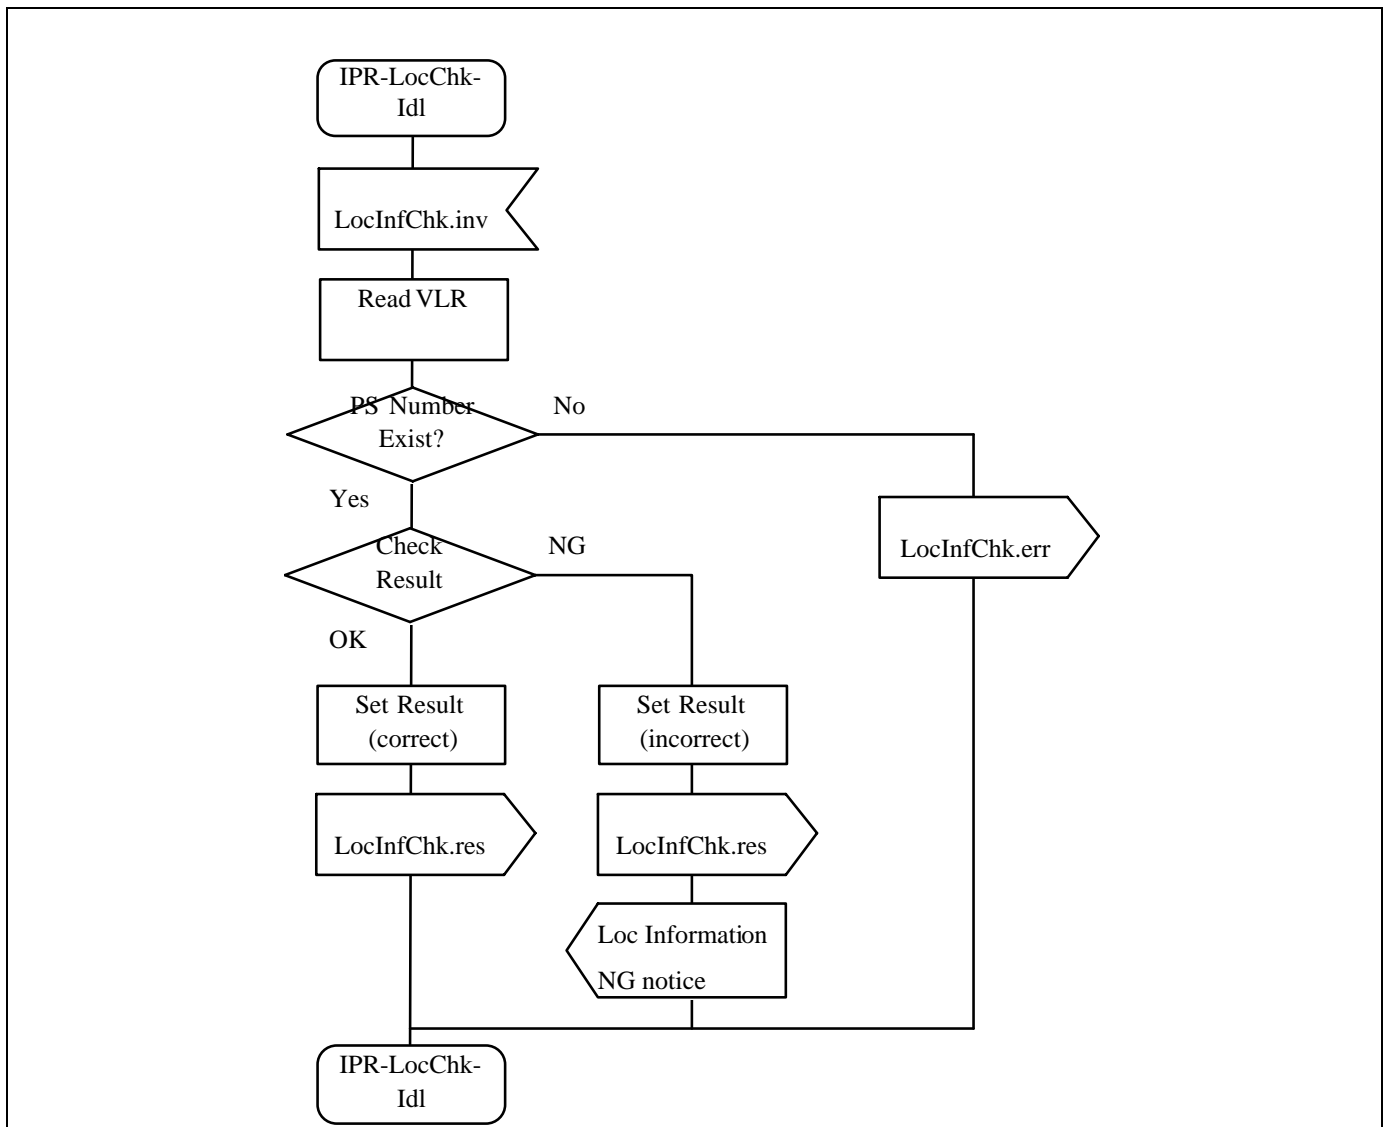 IPR-LocChk-
Idl
LocInfChk.inv
Read VLR
PS Number
Exist?
No
Yes
Check
Result
NG
LocInfChk.err
OK
Set Result
(correct)
Set Result
(incorrect)
LocInfChk.res
LocInfChk.res
Loc Information
NG notice
IPR-LocChk-
Idl